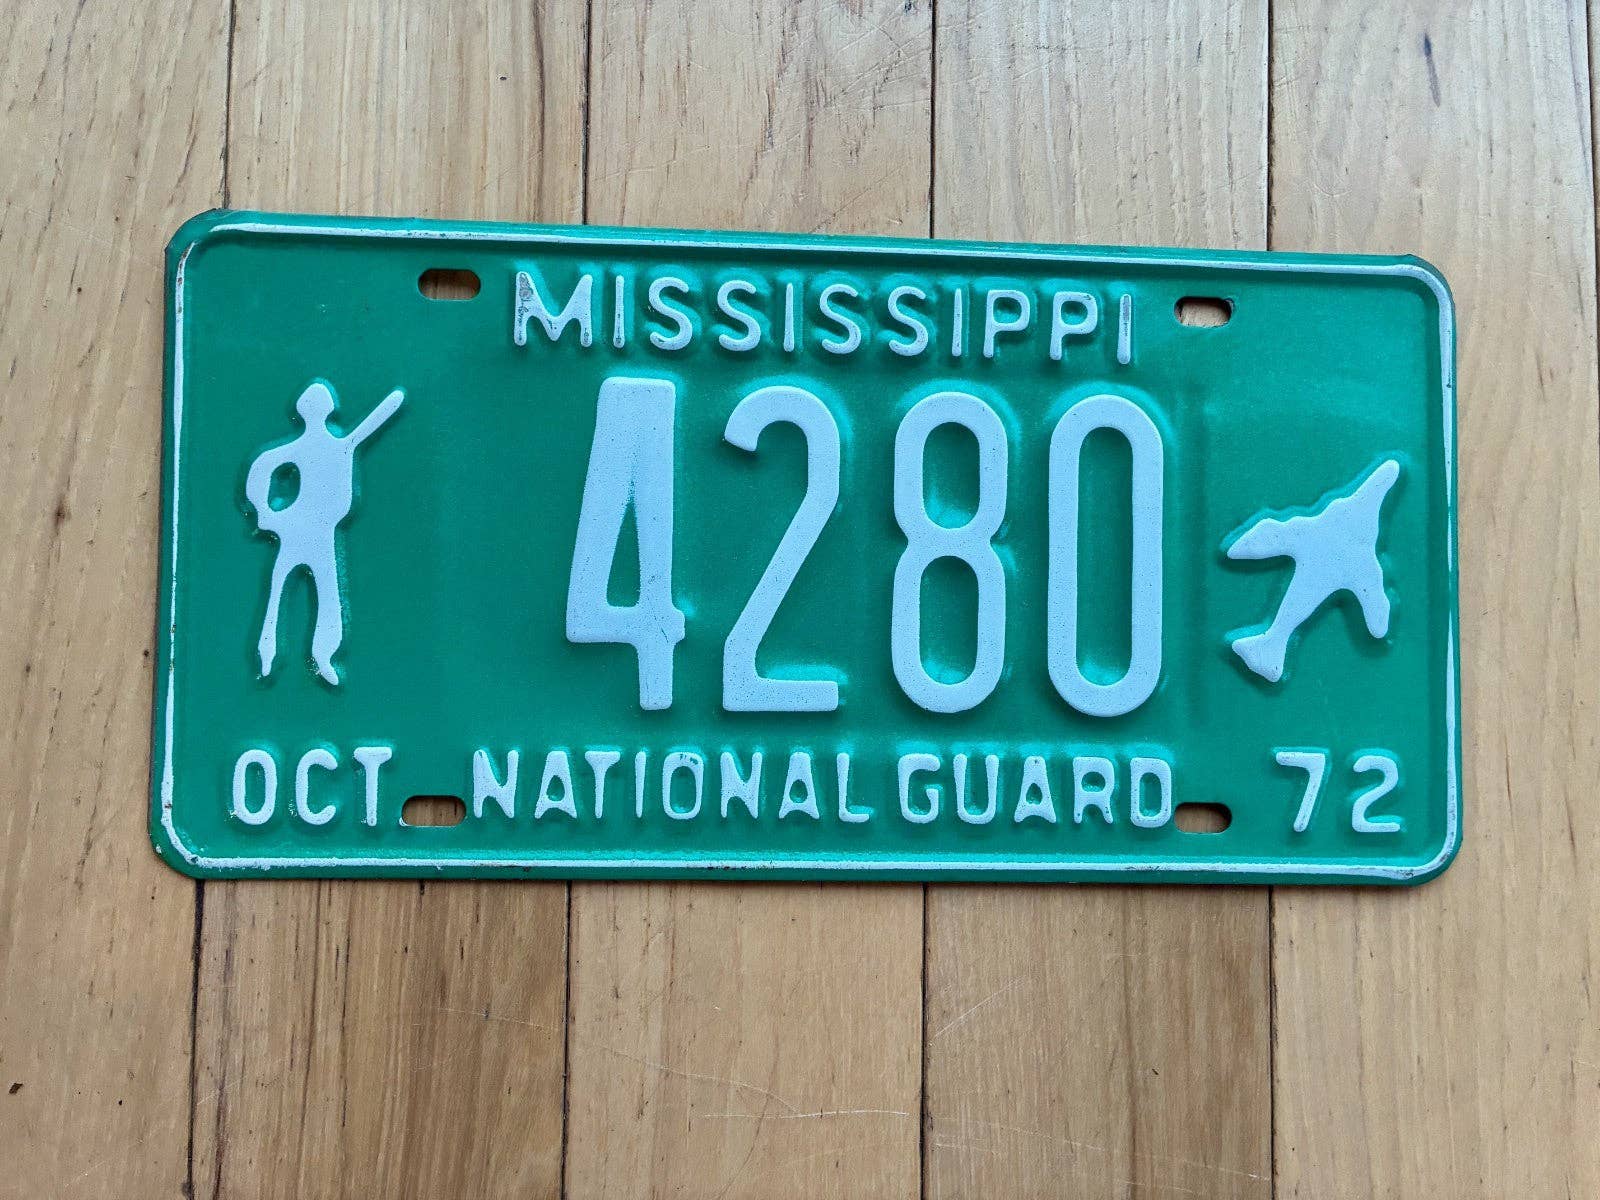 MISSISSIPPI
4280
OCT NATIONAL GUARD 72